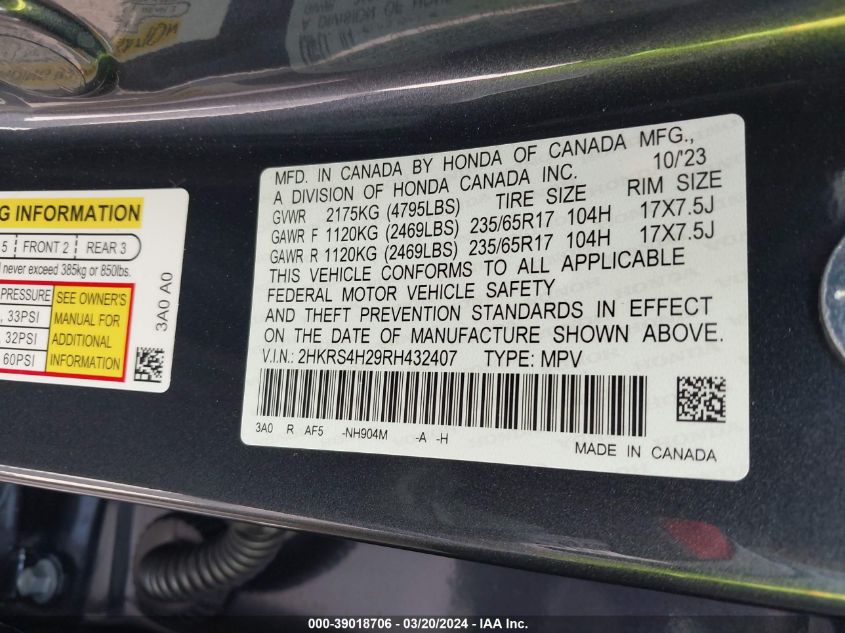 MFD. IN CANADA BY HONDA OF CANADA MFG.,
A DIVISION OF HONDA CANADA INC. 10/'23
GVWR 2175KG (4795LBS) TIRE SIZE RIM SIZE
GAWR F 1120KG (2469LBS) 235/65R17 104H 17X7.5J
GAWR R 1120KG (2469LBS) 235/65R17 104H 17X7.5J
THIS VEHICLE CONFORMS TO ALL APPLICABLE
FEDERAL MOTOR VEHICLE SAFETY
AND THEFT PREVENTION STANDARDS IN EFFECT
ON THE DATE OF MANUFACTURE SHOWN ABOVE.
V.I.N.: 2HKRS4H29RH432407 TYPE: MPV
3A0 R AF5 -NH904M -A -H
MADE IN CANADA
G INFORMATION
5 FRONT 2 REAR 3
never exceed 385kg or 850lbs.
PRESSURE
, 33PSI
, 32PSI
60PSI
SEE OWNER'S
MANUAL FOR
ADDITIONAL
INFORMATION
3A0 A0
000-39018706 - 03/20/2024 - IAA Inc.